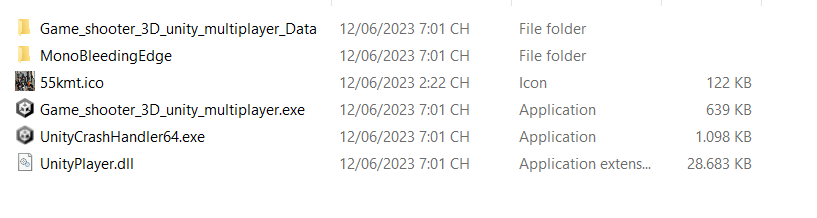 Game_shooter_3D_unity_multiplayer_Data 12/06/2023 7:01 CH File folder
MonoBleedingEdge 12/06/2023 7:01 CH File folder
55kmt.ico 12/06/2023 2:22 CH Icon 122 KB
Game_shooter_3D_unity_multiplayer.exe 12/06/2023 7:01 CH Application 639 KB
UnityCrashHandler64.exe 12/06/2023 7:01 CH Application 1.098 KB
UnityPlayer.dll 12/06/2023 7:01 CH Application extens... 28.683 KB